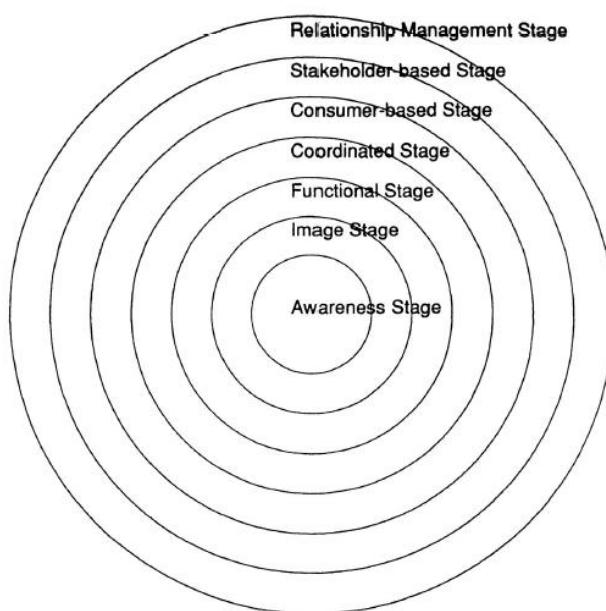 Relationship Management Stage
Stakeholder-based Stage
Consumer-based Stage
Coordinated Stage
Functional Stage
Image Stage
Awareness Stage